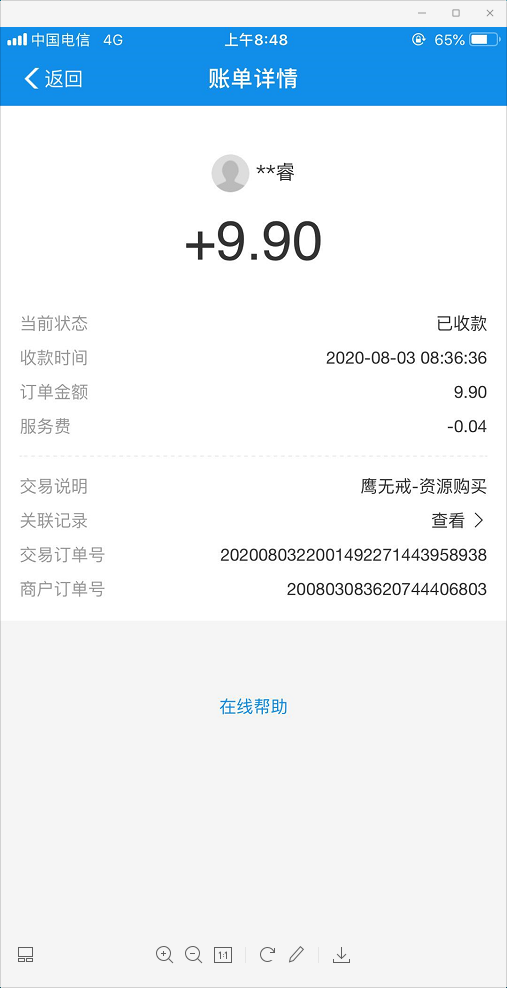 中国电信 4G 上午8:48 65%
返回 账单详情
**睿
+9.90
当前状态 已收款
收款时间 2020-08-03 08:36:36
订单金额 9.90
服务费 -0.04
交易说明 鹰无戒-资源购买
关联记录 查看
交易订单号 2020080322001492271443958938
商户订单号 200803083620744406803
在线帮助
1:1